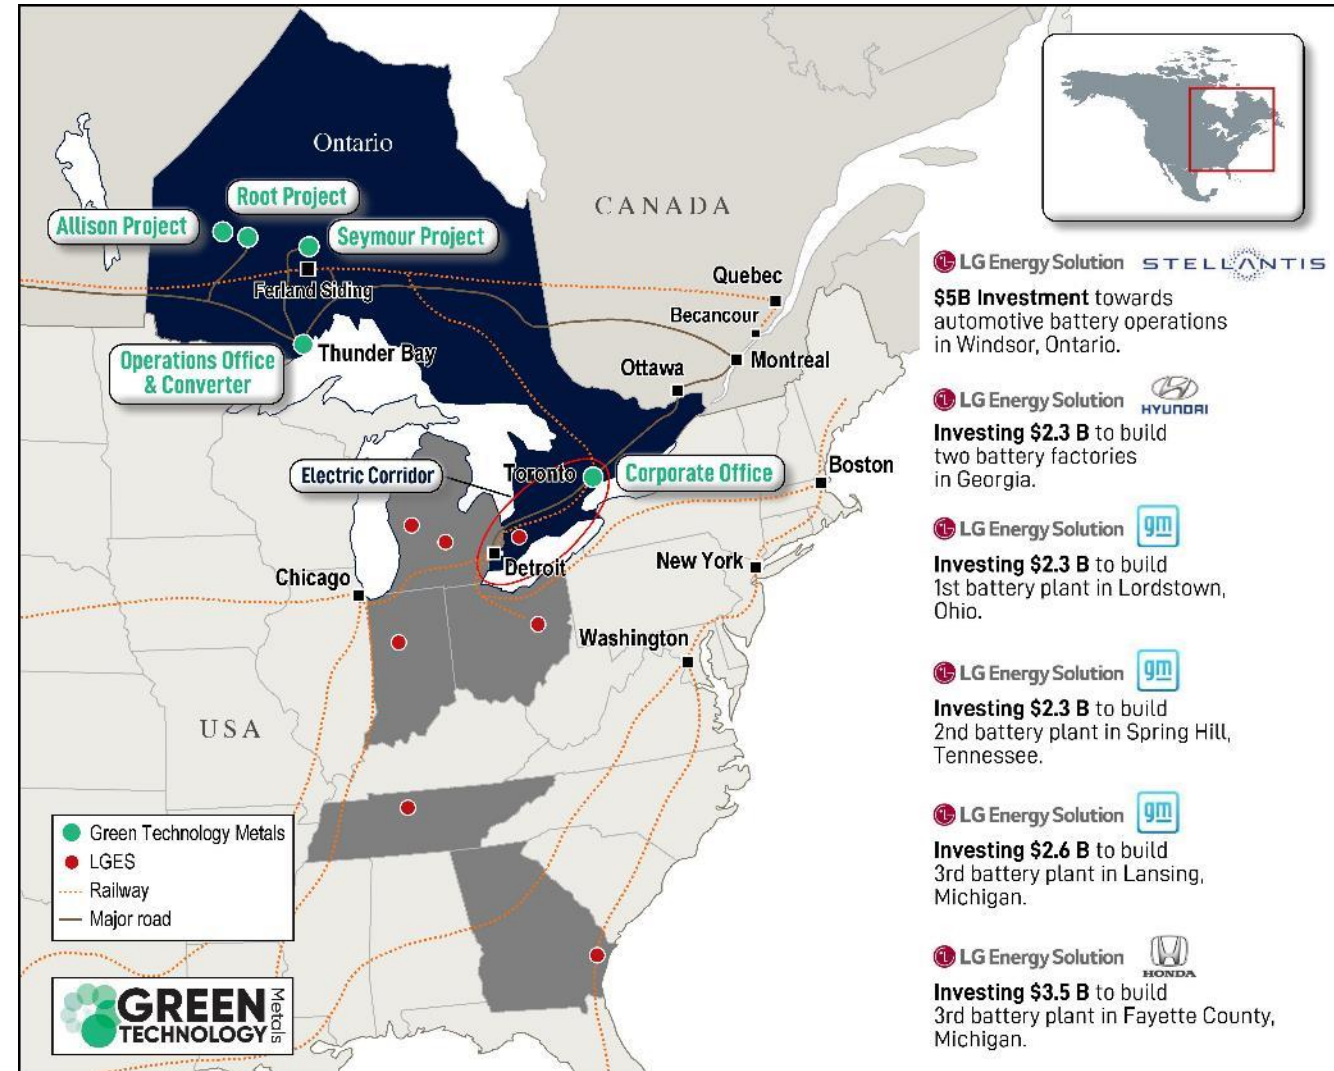 Ontario
Root Project
Allison Project
Seymour Project
Ferland Siding
CANADA
Quebec
Becancour
Montreal
Ottawa
Operations Office
& Converter
Thunder Bay
Electric Corridor
Toronto
Corporate Office
Boston
Detroit
New York
Chicago
Washington
USA
Green Technology Metals
LGES
Railway
Major road
GREEN
TECHNOLOGY
Metals
LG Energy Solution STELLANTIS
$5B Investment towards
automotive battery operations
in Windsor, Ontario.
LG Energy Solution HYUNDAI
Investing $2.3 B to build
two battery factories
in Georgia.
LG Energy Solution gm
Investing $2.3 B to build
1st battery plant in Lordstown,
Ohio.
LG Energy Solution gm
Investing $2.3 B to build
2nd battery plant in Spring Hill,
Tennessee.
LG Energy Solution gm
Investing $2.6 B to build
3rd battery plant in Lansing,
Michigan.
LG Energy Solution HONDA
Investing $3.5 B to build
3rd battery plant in Fayette County,
Michigan.